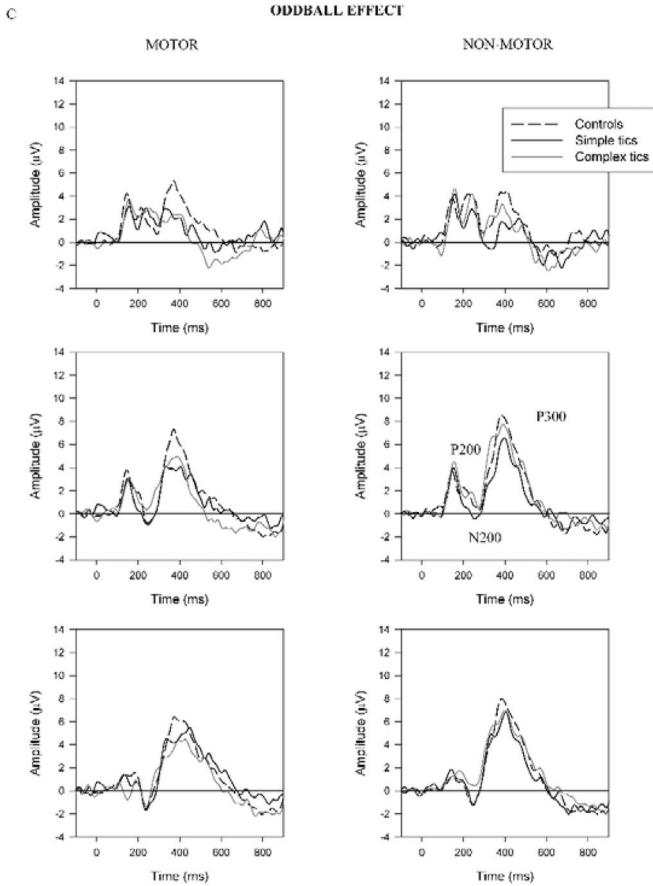 C
ODDBALL EFFECT
MOTOR
NON-MOTOR
14
12
10
8
6
4
2
0
-2
-4
Amplitude (µV)
0 200 400 600 800
Time (ms)
14
12
10
8
6
4
2
0
-2
-4
Amplitude (µV)
0 200 400 600 800
Time (ms)
Controls
Simple tics
Complex tics
14
12
10
8
6
4
2
0
-2
-4
Amplitude (µV)
0 200 400 600 800
Time (ms)
14
12
10
8
6
4
2
0
-2
-4
Amplitude (µV)
0 200 400 600 800
Time (ms)
P300
P200
N200
14
12
10
8
6
4
2
0
-2
-4
Amplitude (µV)
0 200 400 600 800
Time (ms)
14
12
10
8
6
4
2
0
-2
-4
Amplitude (µV)
0 200 400 600 800
Time (ms)